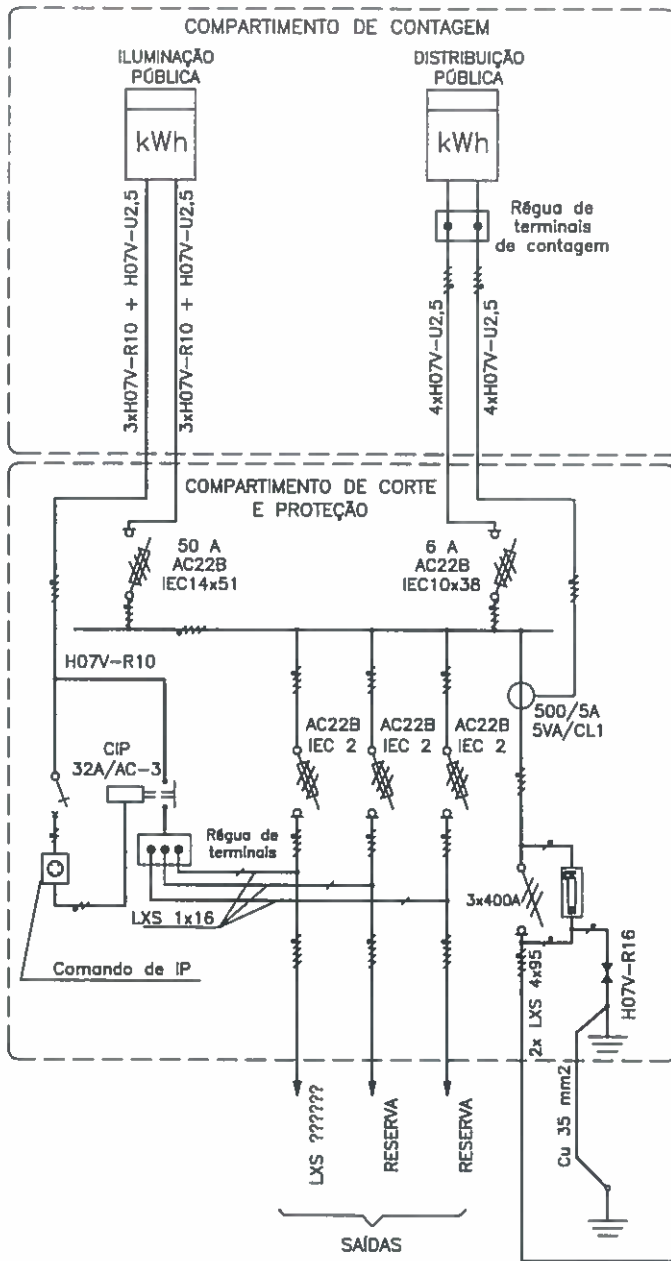 COMPARTIMENTO DE CONTAGEM
ILUMINAÇÃO
PÚBLICA
DISTRIBUIÇÃO
PÚBLICA
kWh
kWh
Régua de
terminais
de contagem
3xH07V-R10 + H07V-U2,5
3xH07V-R10 + H07V-U2,5
4xH07V-U2,5
4xH07V-U2,5
COMPARTIMENTO DE CORTE
E PROTEÇÃO
50 A
AC22B
IEC14x51
6 A
AC22B
IEC10x38
H07V-R10
500/5A
5VA/CL1
AC22B
IEC 2
AC22B
IEC 2
AC22B
IEC 2
CIP
32A/AC-3
Régua de
terminais
3x400A
LXS 1x16
Comando de IP
2x LXS 4x95
H07V-R16
LXS ??????
RESERVA
RESERVA
Cu 35 mm2
SAÍDAS